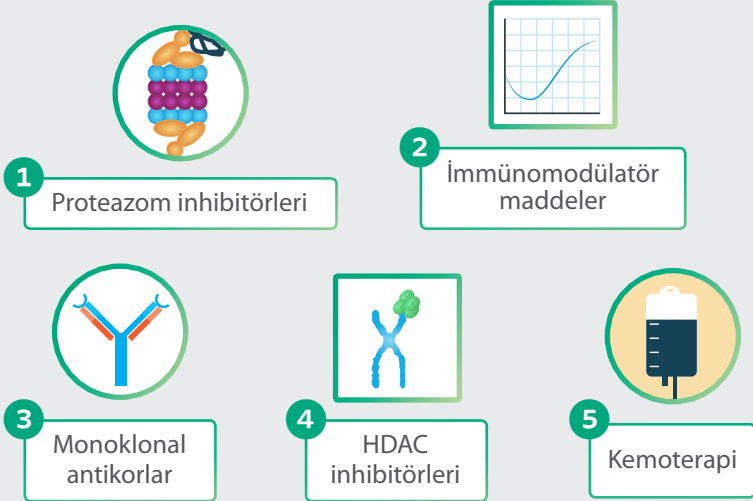 1
Proteazom inhibitörleri
2
İmmünomodülatör
maddeler
3
Monoklonal
antikorlar
4
HDAC
inhibitörleri
5
Kemoterapi